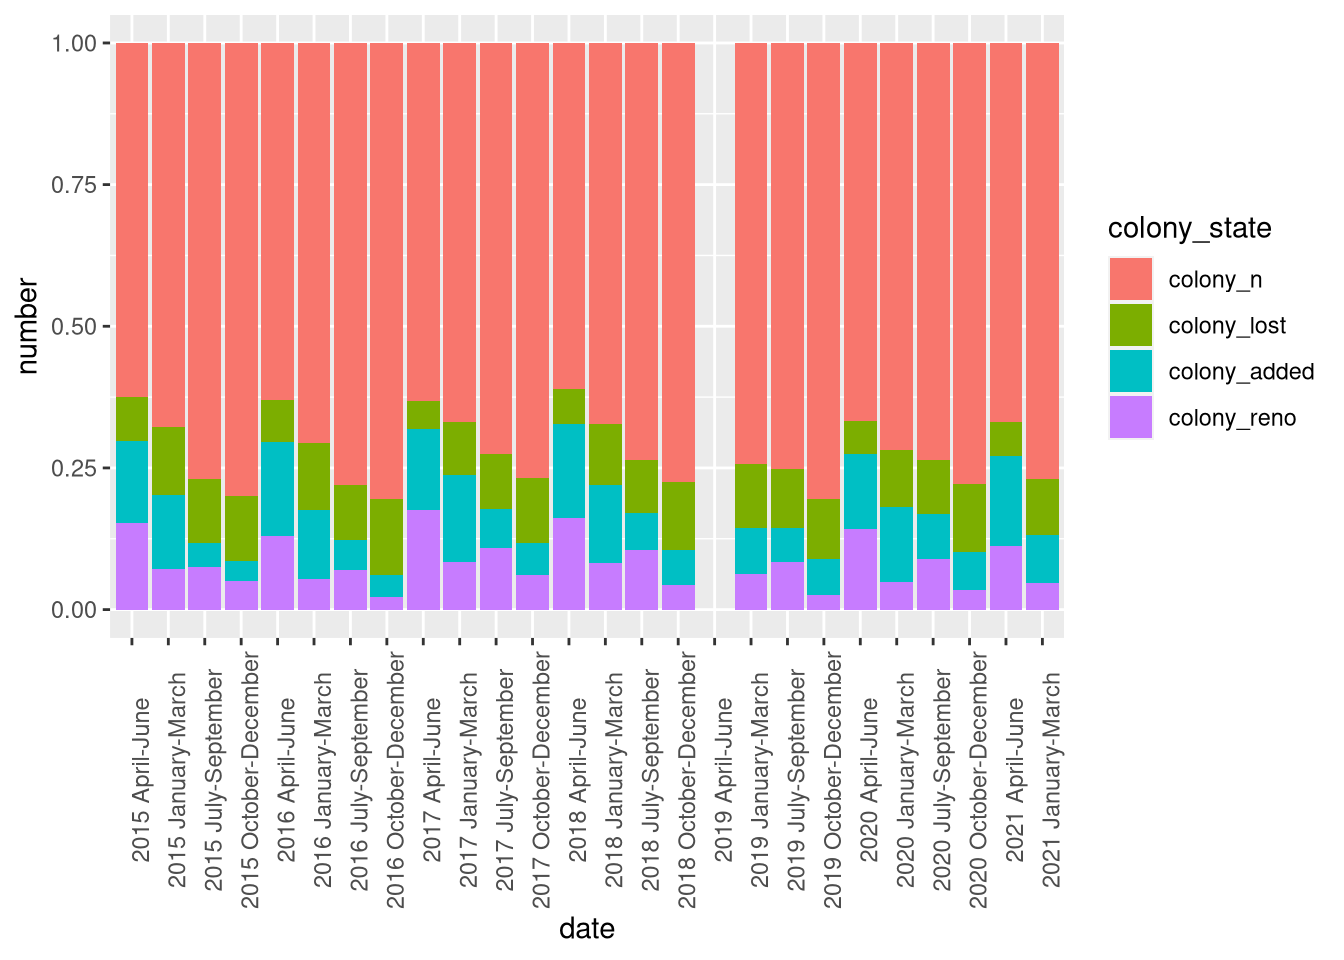 1.00
0.75
0.50
0.25
0.00
number
2015 April-June
2015 January-March
2015 July-September
2015 October-December
2016 April-June
2016 January-March
2016 July-September
2016 October-December
2017 April-June
2017 January-March
2017 July-September
2017 October-December
2018 April-June
2018 January-March
2018 July-September
2018 October-December
2019 April-June
2019 January-March
2019 July-September
2019 October-December
2020 April-June
2020 January-March
2020 July-September
2020 October-December
2021 April-June
2021 January-March
date
colony_state
colony_n
colony_lost
colony_added
colony_reno